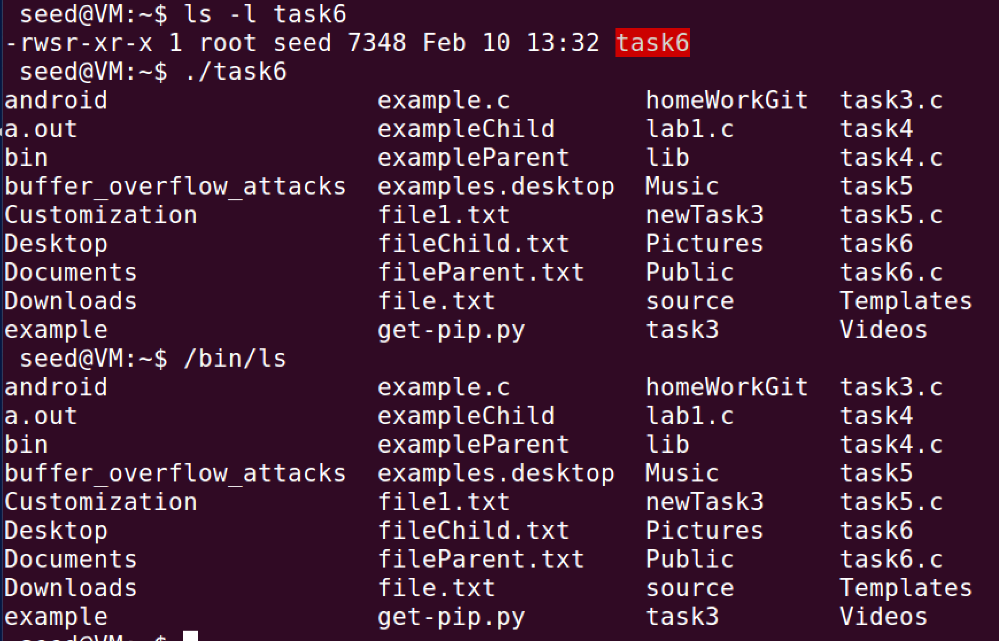 seed@VM:~$ ls -l task6
-rwsr-xr-x 1 root seed 7348 Feb 10 13:32 task6
seed@VM:~$ ./task6
android example.c homeWorkGit task3.c
a.out exampleChild lab1.c task4
bin exampleParent lib task4.c
buffer_overflow_attacks examples.desktop Music task5
Customization file1.txt newTask3 task5.c
Desktop fileChild.txt Pictures task6
Documents fileParent.txt Public task6.c
Downloads file.txt source Templates
example get-pip.py task3 Videos
seed@VM:~$ /bin/ls
android example.c homeWorkGit task3.c
a.out exampleChild lab1.c task4
bin exampleParent lib task4.c
buffer_overflow_attacks examples.desktop Music task5
Customization file1.txt newTask3 task5.c
Desktop fileChild.txt Pictures task6
Documents fileParent.txt Public task6.c
Downloads file.txt source Templates
example get-pip.py task3 Videos
seed@VM:~$